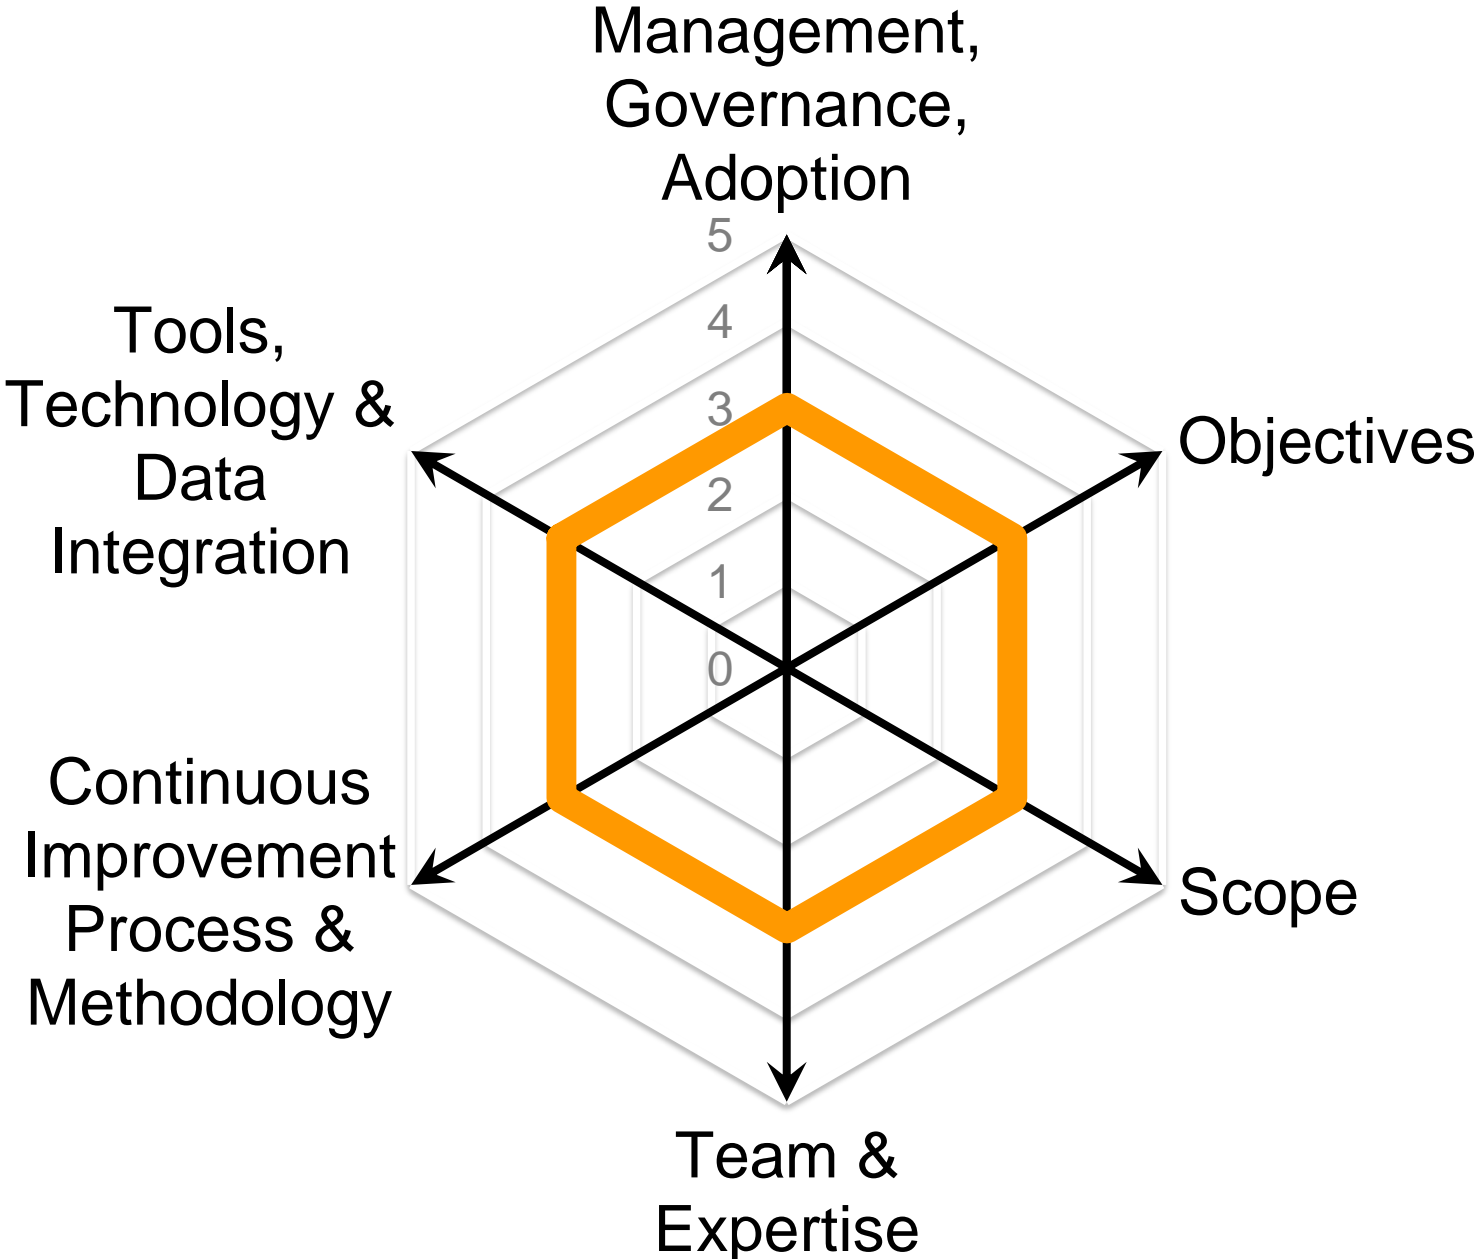 Management,
Governance,
Adoption
5
4
3
2
1
0
Objectives
Scope
Team &
Expertise
Continuous
Improvement
Process &
Methodology
Tools,
Technology &
Data
Integration